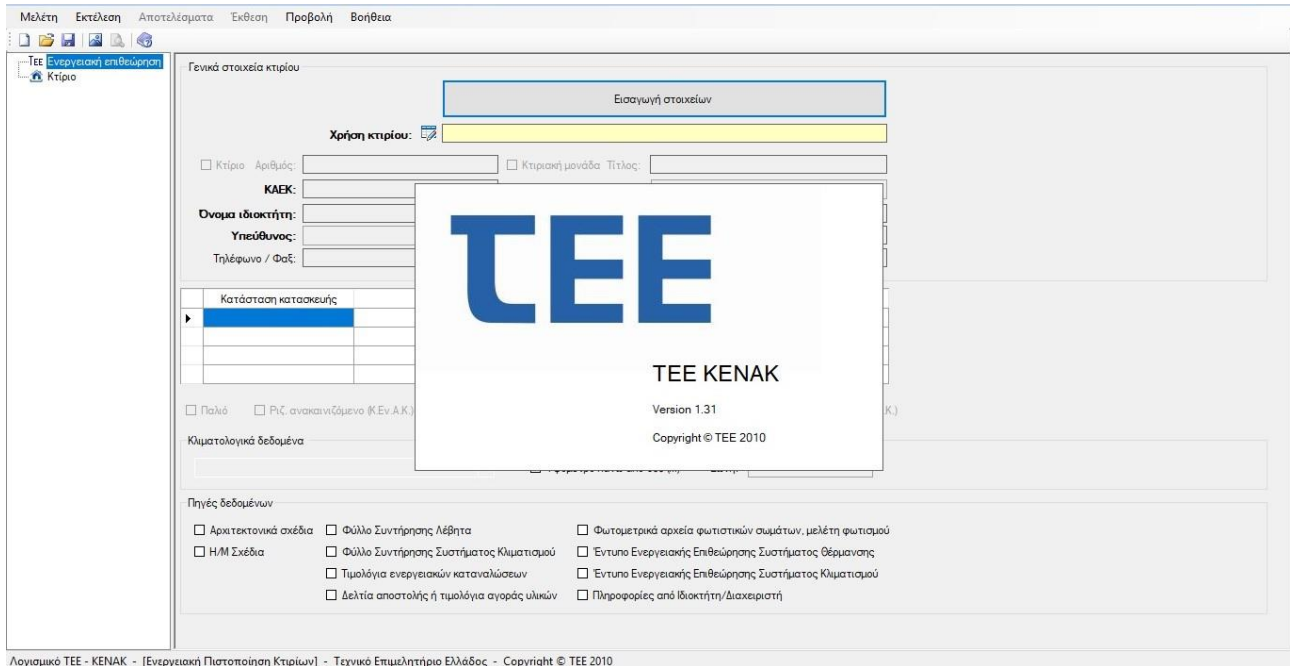 Μελέτη Εκτέλεση Αποτελέσματα Έκθεση Προβολή Βοήθεια
ΤΕΕ Ενεργειακή επιθεώρηση
Κτίριο
Γενικά στοιχεία κτιρίου
Εισαγωγή στοιχείων
Χρήση κτιρίου:
Κτίριο Αριθμός: Κτιριακή μονάδα Τίτλος:
ΚΑΕΚ:
Όνομα ιδιοκτήτη:
Υπεύθυνος:
Τηλέφωνο / Φαξ:
Κατάσταση κατασκευής
TEE
TEE KENAK
Version 1.31
Copyright © TEE 2010
Παλιό Ριζ. ανακαινιζόμενο (Κ.Εν.Α.Κ.)
Κλιματολογικά δεδομένα
Πηγές δεδομένων
Αρχιτεκτονικά σχέδια Φύλλο Συντήρησης Λέβητα Φωτομετρικά αρχεία φωτιστικών σωμάτων, μελέτη φωτισμού
Η/Μ Σχέδια Φύλλο Συντήρησης Συστήματος Κλιματισμού Έντυπο Ενεργειακής Επιθεώρησης Συστήματος Θέρμανσης
Τιμολόγια ενεργειακών καταναλώσεων Έντυπο Ενεργειακής Επιθεώρησης Συστήματος Κλιματισμού
Δελτία αποστολής ή τιμολόγια αγοράς υλικών Πληροφορίες από Ιδιοκτήτη/Διαχειριστή
Λογισμικό ΤΕΕ - ΚΕΝΑΚ - [Ενεργειακή Πιστοποίηση Κτιρίων] - Τεχνικό Επιμελητήριο Ελλάδος - Copyright © ΤΕΕ 2010